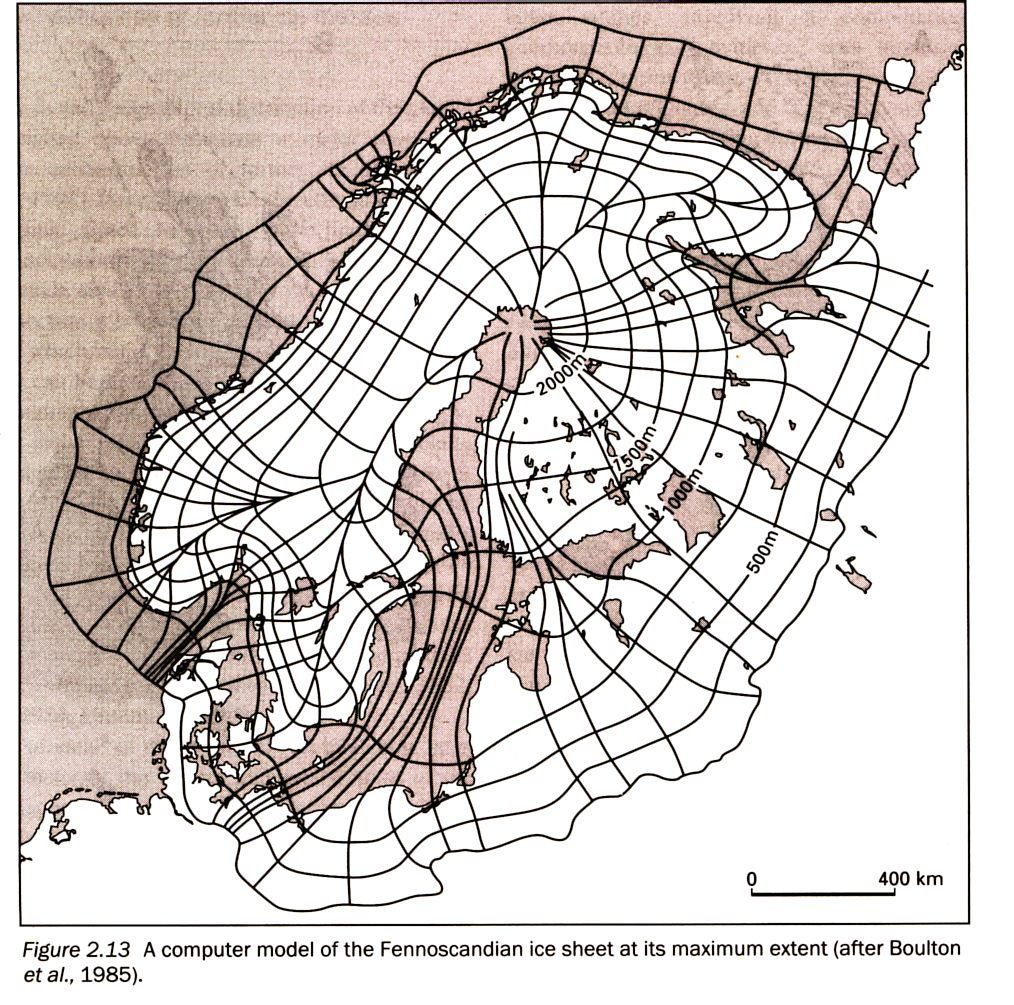 2000m
1500m
1000m
500m
0 400 km
Figure 2.13 A computer model of the Fennoscandian ice sheet at its maximum extent (after Boulton
et al., 1985).